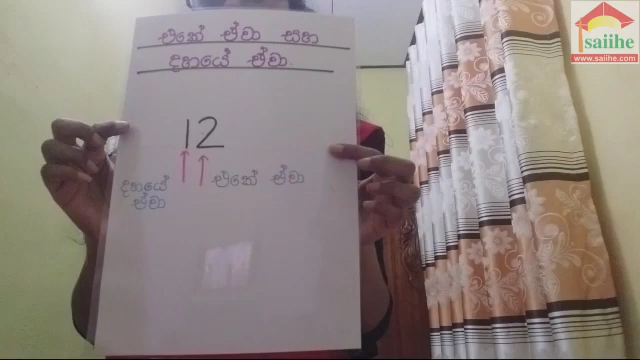 එකේ ඒවා සහ
දහයේ ඒවා
12
දහයේ
ඒවා
එකේ ඒවා
saiihe
www.saiihe.com